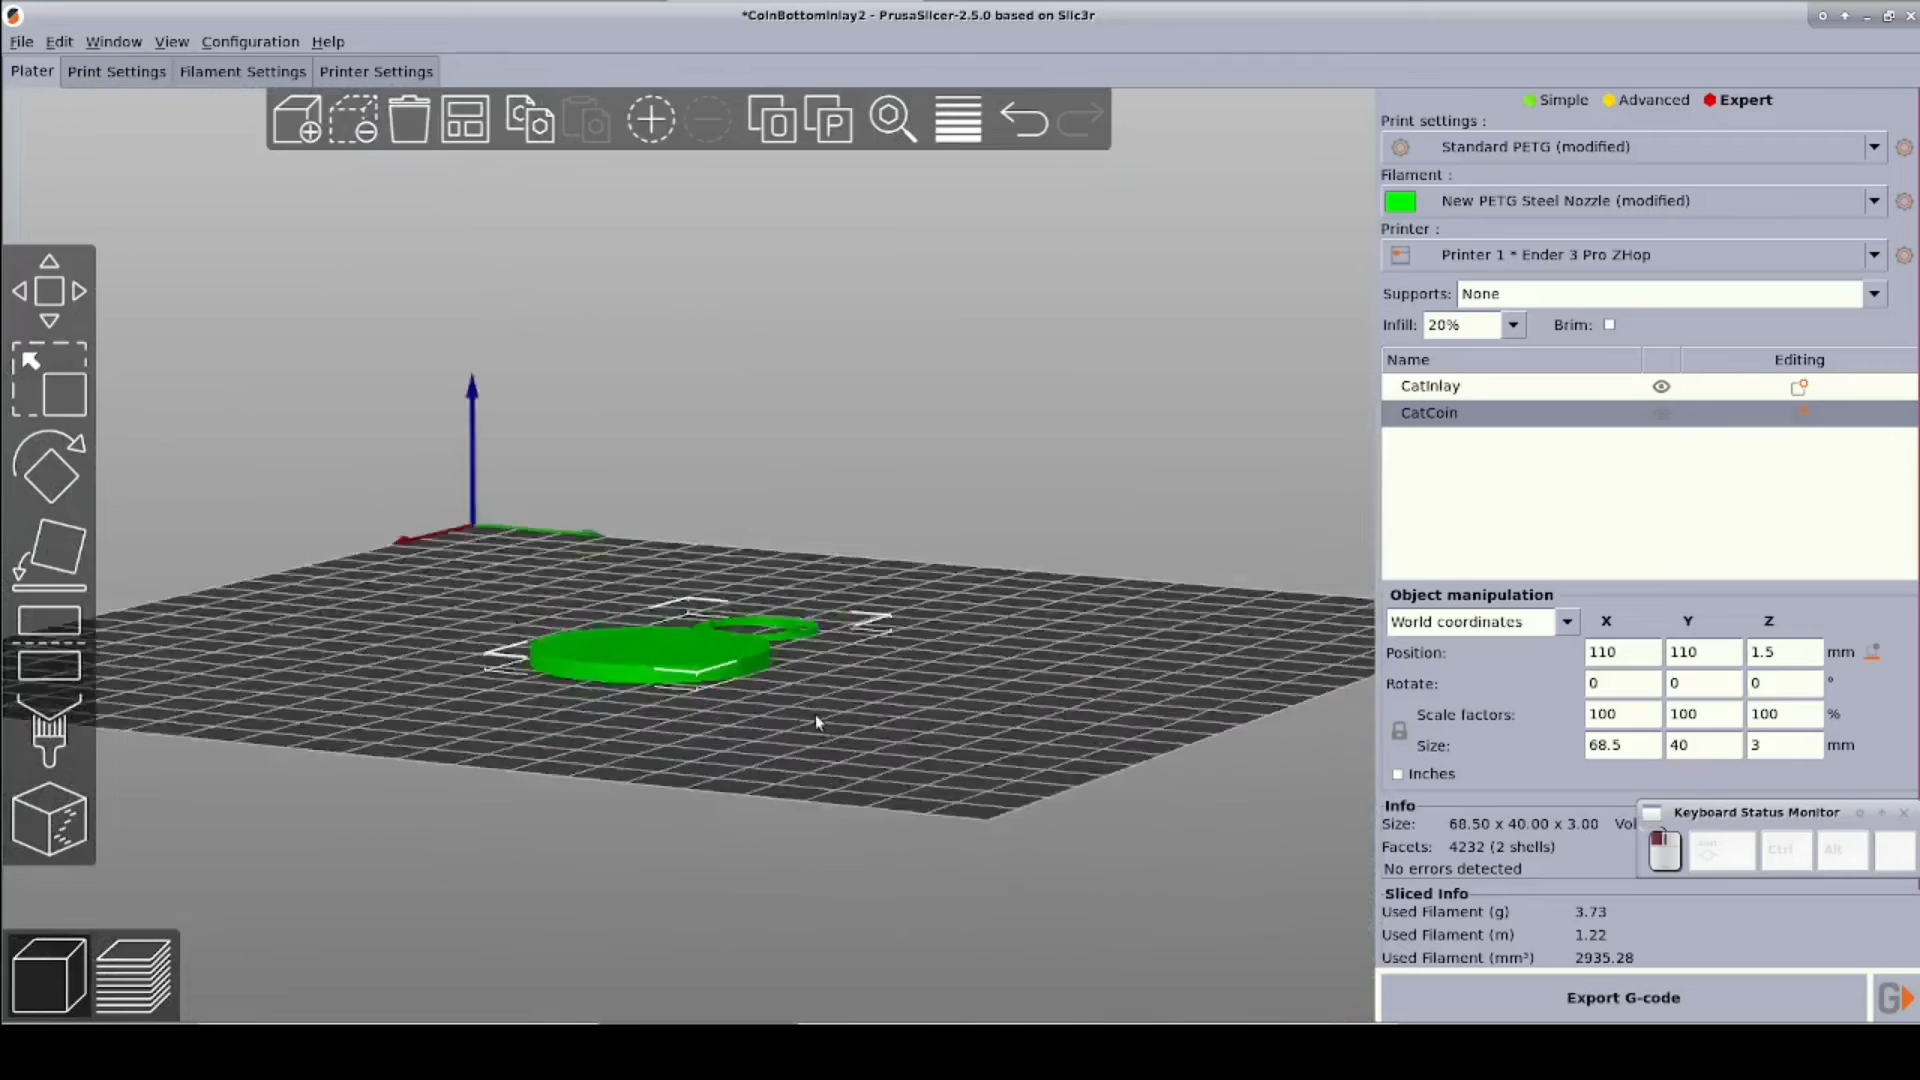 *CoinBottomInlay2 - PrusaSlicer-2.5.0 based on Slic3r
File Edit Window View Configuration Help
Plater Print Settings Filament Settings Printer Settings
Simple Advanced Expert
Print settings :
Standard PETG (modified)
Filament :
New PETG Steel Nozzle (modified)
Printer :
Printer 1 * Ender 3 Pro ZHop
Supports: None
Infill: 20% Brim:
Name Editing
CatInlay
CatCoin
Object manipulation
World coordinates X Y Z
Position: 110 110 1.5 mm
Rotate: 0 0 0 °
Scale factors: 100 100 100 %
Size: 68.5 40 3 mm
Inches
Info
Size: 68.50 x 40.00 x 3.00 Vol
Facets: 4232 (2 shells)
No errors detected
Keyboard Status Monitor
Ctrl Alt
Sliced Info
Used Filament (g) 3.73
Used Filament (m) 1.22
Used Filament (mm³) 2935.28
Export G-code
G